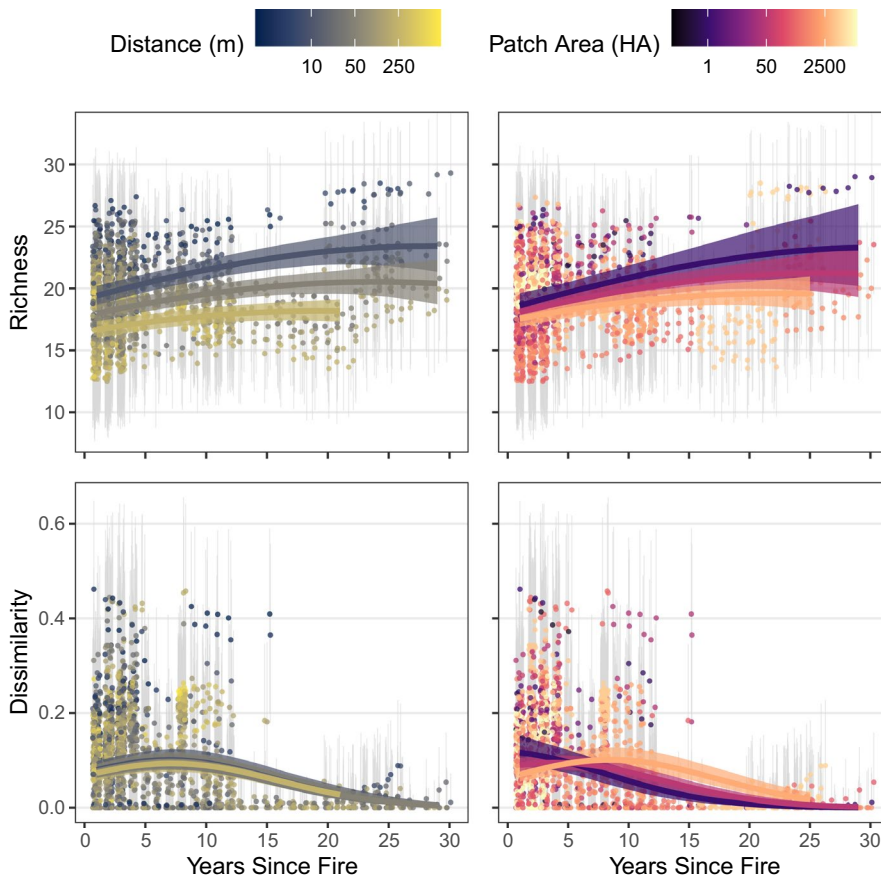 Distance (m)
10 50 250
Patch Area (HA)
1 50 2500
Richness
30
25
20
15
10
Dissimilarity
0.6
0.4
0.2
0.0
0 5 10 15 20 25 30
0 5 10 15 20 25 30
Years Since Fire
Years Since Fire